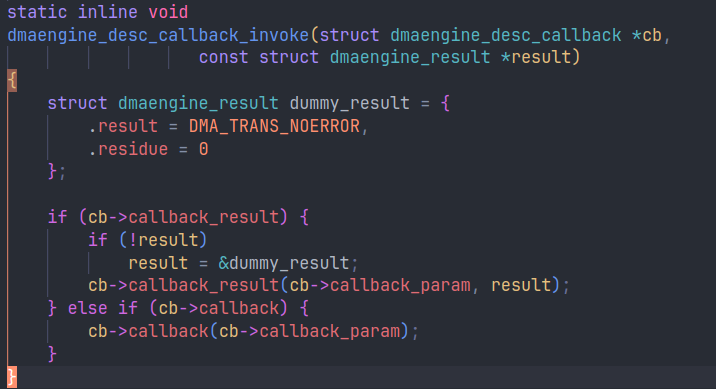 static inline void
dmaengine_desc_callback_invoke(struct dmaengine_desc_callback *cb,
                   const struct dmaengine_result *result)
{
    struct dmaengine_result dummy_result = {
        .result = DMA_TRANS_NOERROR,
        .residue = 0
    };

    if (cb->callback_result) {
        if (!result)
            result = &dummy_result;
        cb->callback_result(cb->callback_param, result);
    } else if (cb->callback) {
        cb->callback(cb->callback_param);
    }
}